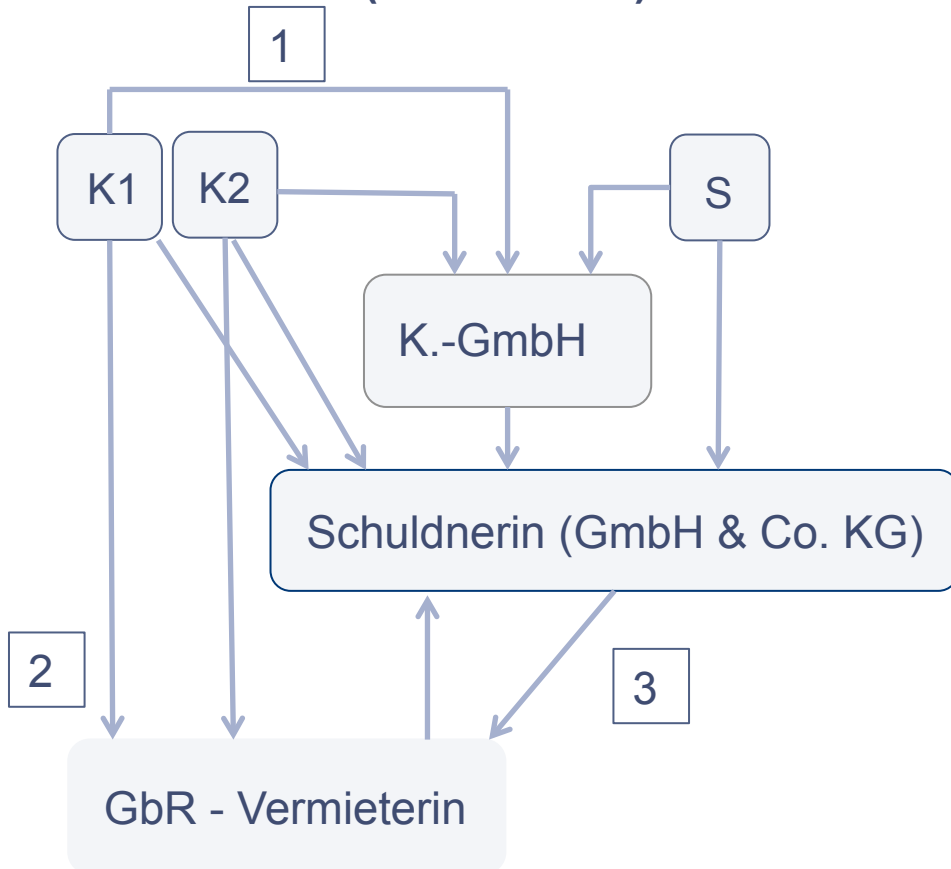 1
K1
K2
S
K.-GmbH
Schuldnerin (GmbH & Co. KG)
2
3
GbR - Vermieterin